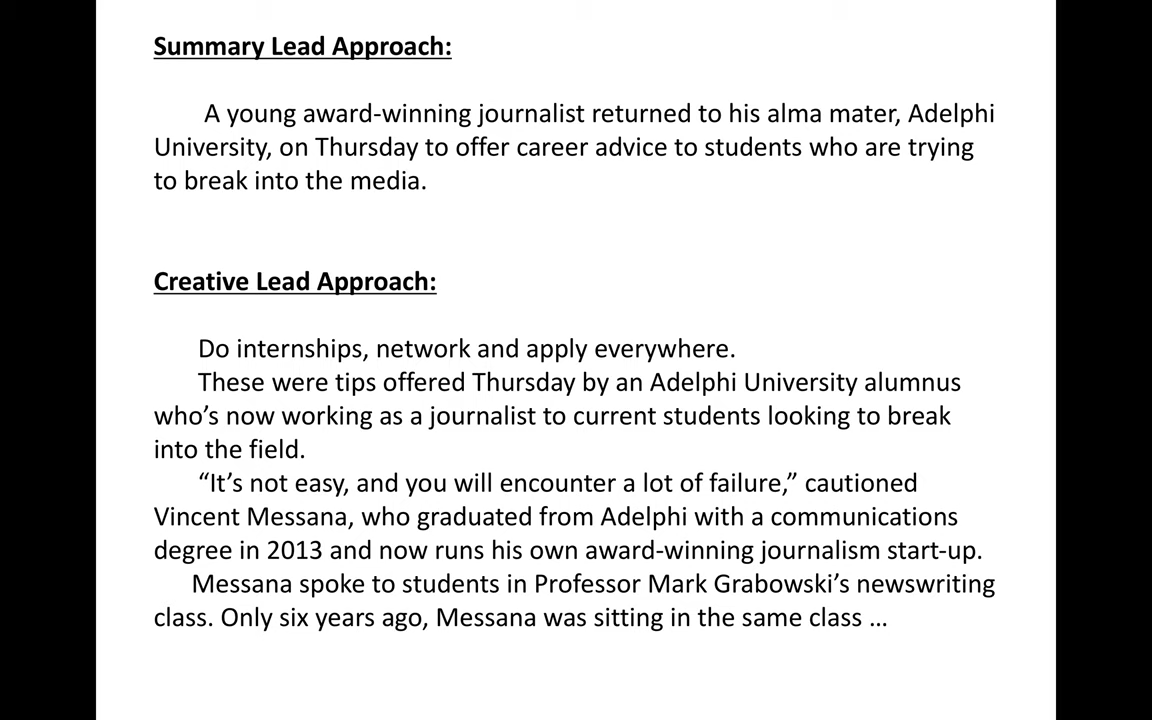 Summary Lead Approach:
A young award-winning journalist returned to his alma mater, Adelphi
University, on Thursday to offer career advice to students who are trying
to break into the media.
Creative Lead Approach:
Do internships, network and apply everywhere.
These were tips offered Thursday by an Adelphi University alumnus
who’s now working as a journalist to current students looking to break
into the field.
“It’s not easy, and you will encounter a lot of failure,” cautioned
Vincent Messana, who graduated from Adelphi with a communications
degree in 2013 and now runs his own award-winning journalism start-up.
Messana spoke to students in Professor Mark Grabowski’s newswriting
class. Only six years ago, Messana was sitting in the same class …